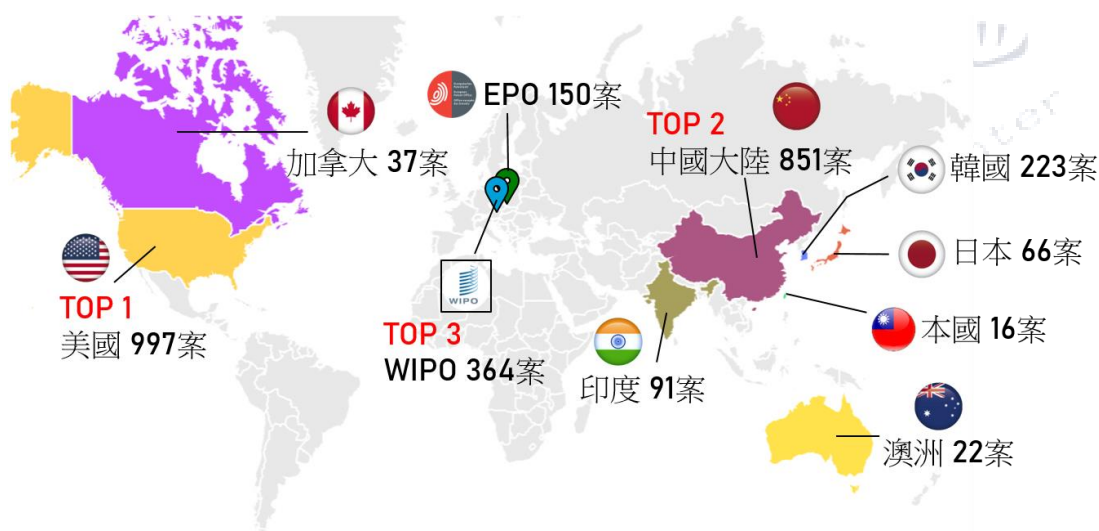 EPO 150案
加拿大 37案
TOP 2
中國大陸 851案
韓國 223案
日本 66案
WIPO
TOP 1
美國 997案
TOP 3
WIPO 364案
本國 16案
印度 91案
澳洲 22案